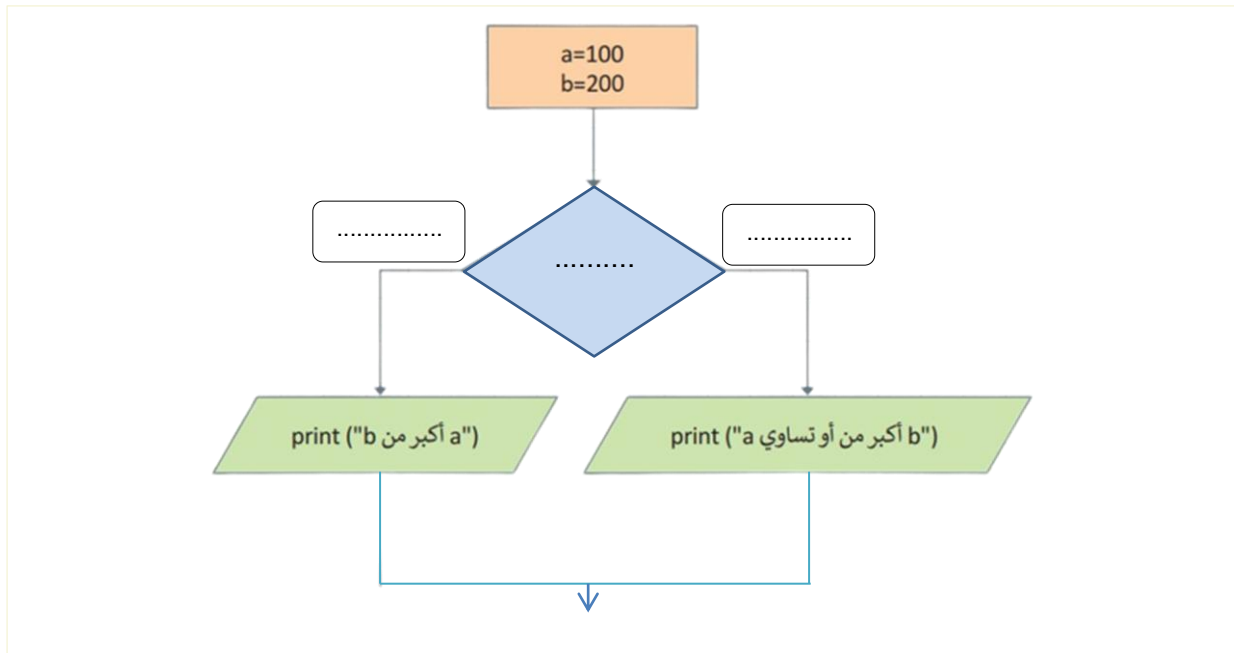 a=100
b=200
................
................
..........
print ("b أكبر من a")
print ("a أكبر من أو تساوي b")